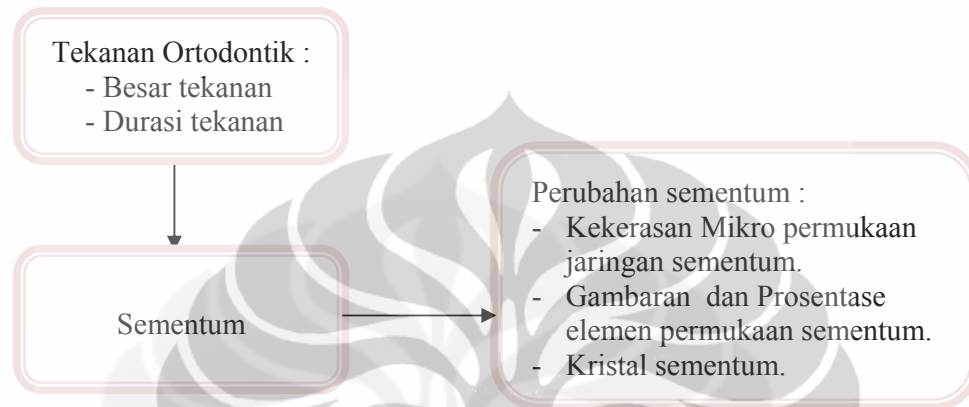 Tekanan Ortodontik :
- Besar tekanan
- Durasi tekanan
Sementum
Perubahan sementum :
- Kekerasan Mikro permukaan
jaringan sementum.
- Gambaran dan Prosentase
elemen permukaan sementum.
- Kristal sementum.